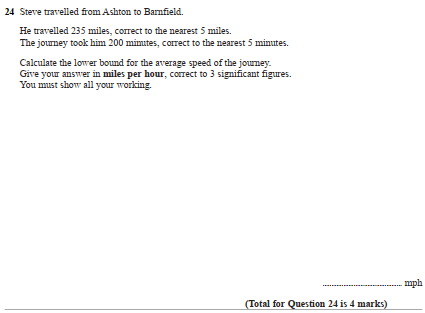 24 Steve travelled from Ashton to Barnfield.
He travelled 235 miles, correct to the nearest 5 miles.
The journey took him 200 minutes, correct to the nearest 5 minutes.
Calculate the lower bound for the average speed of the journey.
Give your answer in miles per hour, correct to 3 significant figures.
You must show all your working.
.................................... mph
(Total for Question 24 is 4 marks)